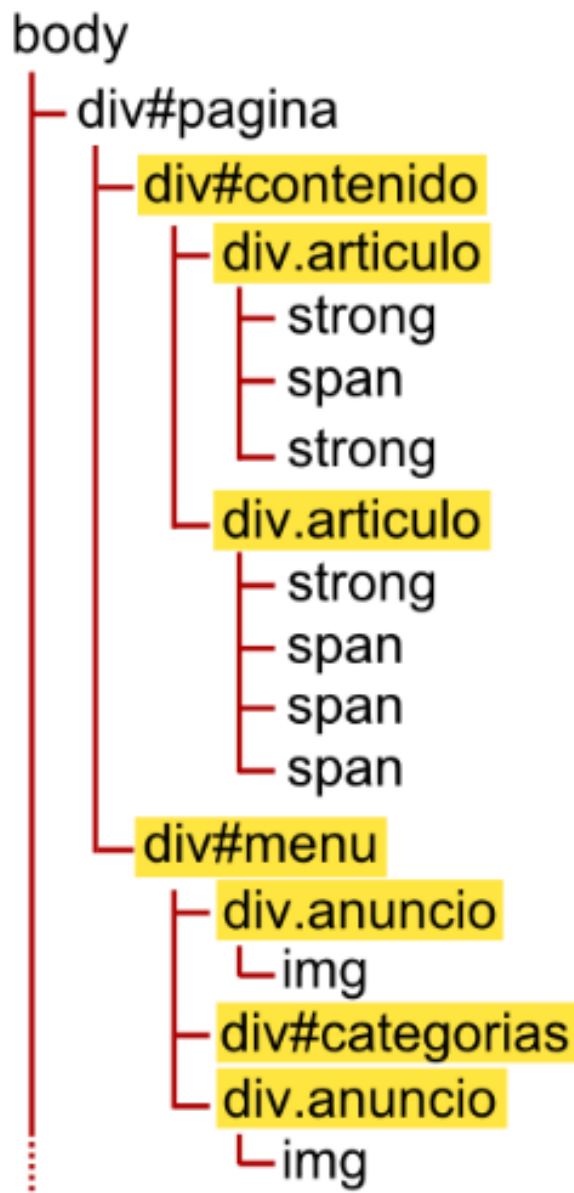 body
div#pagina
div#contenido
div.articulo
strong
span
strong
div.articulo
strong
span
span
span
div#menu
div.anuncio
img
div#categorias
div.anuncio
img